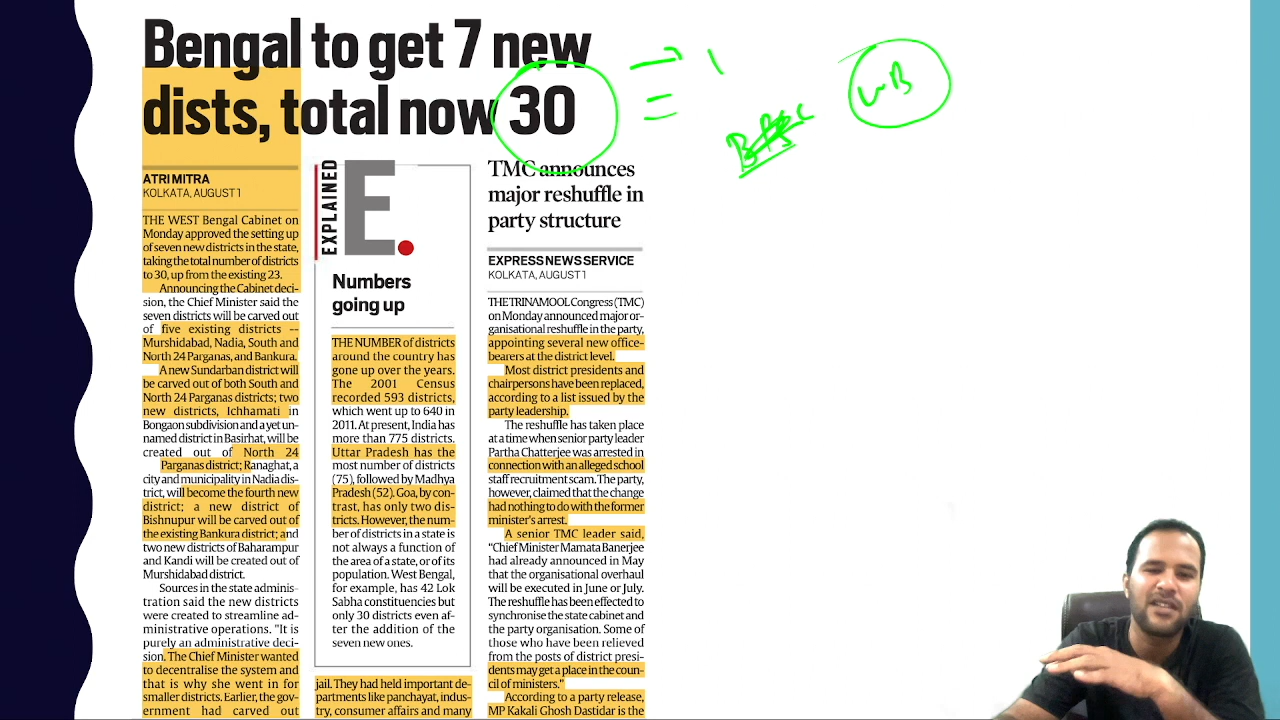 Bengal to get 7 new
dists, total now 30
ATRI MITRA
KOLKATA, AUGUST 1
THE WEST Bengal Cabinet on
Monday approved the setting up
of seven new districts in the state,
taking the total number of districts
to 30, up from the existing 23.
Announcing the Cabinet deci-
sion, the Chief Minister said the
seven districts will be carved out
of five existing districts —
Murshidabad, Nadia, South and
North 24 Parganas, and Bankura.
A new Sundarban district will
be carved out of both South and
North 24 Parganas districts; two
new districts, Ichhamati in
Bongaon subdivision and a yet un-
named district in Basirhat, will be
created out of North 24
Parganas district; Ranaghat, a
city and municipality in Nadia dis-
trict, will become the fourth new
district; a new district of
Bishnupur will be carved out of
the existing Bankura district; and
two new districts of Baharampur
and Kandi will be created out of
Murshidabad district.
Sources in the state adminis-
tration said the new districts
were created to streamline ad-
ministrative operations. "It is
purely an administrative deci-
sion. The Chief Minister wanted
to decentralise the system and
that is why she went in for
smaller districts. Earlier, the gov-
ernment had carved out
EXPLAINED
E.
Numbers
going up
THE NUMBER of districts
around the country has
gone up over the years.
The 2001 Census
recorded 593 districts,
which went up to 640 in
2011. At present, India has
more than 775 districts.
Uttar Pradesh has the
most number of districts
(75), followed by Madhya
Pradesh (52). Goa, by con-
trast, has only two dis-
tricts. However, the num-
ber of districts in a state is
not always a function of
the area of a state, or of its
population. West Bengal,
for example, has 42 Lok
Sabha constituencies but
only 30 districts even af-
ter the addition of the
seven new ones.
jail. They had held important de-
partments like panchayat, indus-
try, consumer affairs and many
TMC announces
major reshuffle in
party structure
EXPRESS NEWS SERVICE
KOLKATA, AUGUST 1
THE TRINAMOOL Congress (TMC)
on Monday announced major or-
ganisational reshuffle in the party,
appointing several new office-
bearers at the district level.
Most district presidents and
chairpersons have been replaced,
according to a list issued by the
party leadership.
The reshuffle has taken place
at a time when senior party leader
Partha Chatterjee was arrested in
connection with an alleged school
staff recruitment scam. The party,
however, claimed that the change
had nothing to do with the former
minister's arrest.
A senior TMC leader said,
"Chief Minister Mamata Banerjee
had already announced in May
that the organisational overhaul
will be executed in June or July.
The reshuffle has been effected to
synchronise the state cabinet and
the party organisation. Some of
those who have been relieved
from the posts of district presi-
dents may get a place in the coun-
cil of ministers."
According to a party release,
MP Kakali Ghosh Dastidar is the
WB